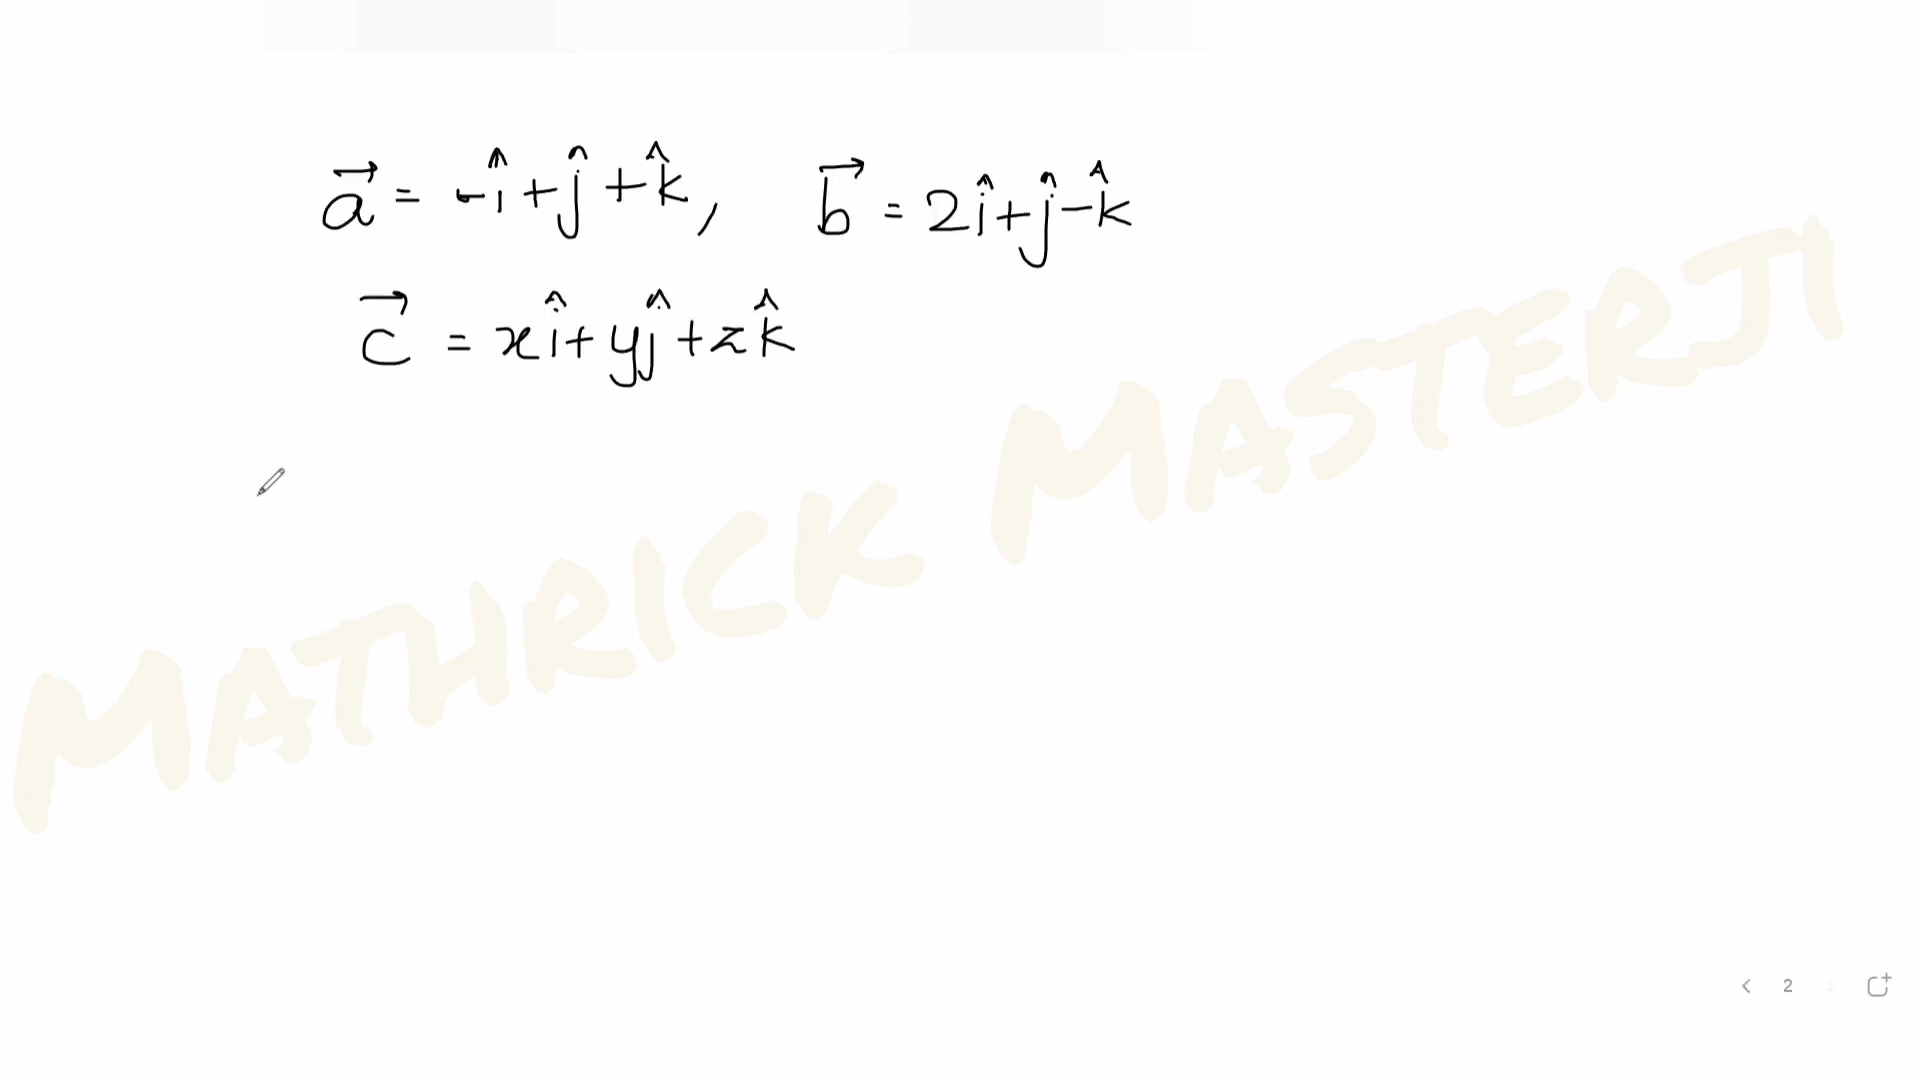 a⃗ = -î+ĵ+k̂, b⃗ = 2î+ĵ-k̂
c⃗ = xî+yĵ+zk̂
MATHRICK MASTERJI
2